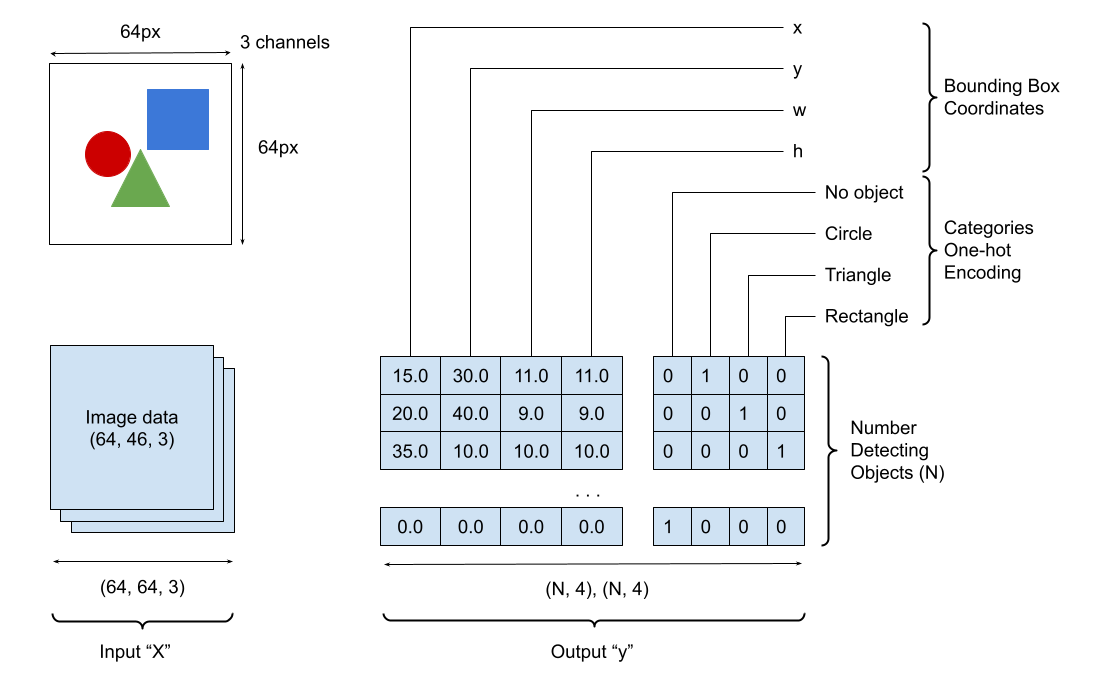 64px
3 channels
64px
x
y
w
h
Bounding Box
Coordinates
No object
Circle
Triangle
Rectangle
Categories
One-hot
Encoding
Image data
(64, 46, 3)
(64, 64, 3)
Input “X”
15.0 30.0 11.0 11.0 0 1 0 0
20.0 40.0 9.0 9.0 0 0 1 0
35.0 10.0 10.0 10.0 0 0 0 1
. . .
0.0 0.0 0.0 0.0 1 0 0 0
Number
Detecting
Objects (N)
(N, 4), (N, 4)
Output “y”